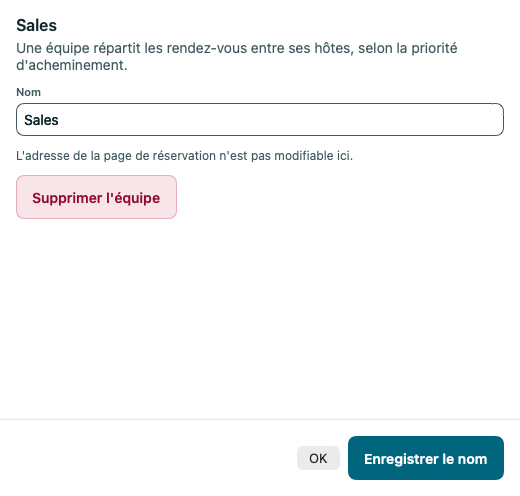 Sales
Une équipe répartit les rendez-vous entre ses hôtes, selon la priorité
d'acheminement.
Nom
Sales
L'adresse de la page de réservation n'est pas modifiable ici.
Supprimer l'équipe
OK
Enregistrer le nom